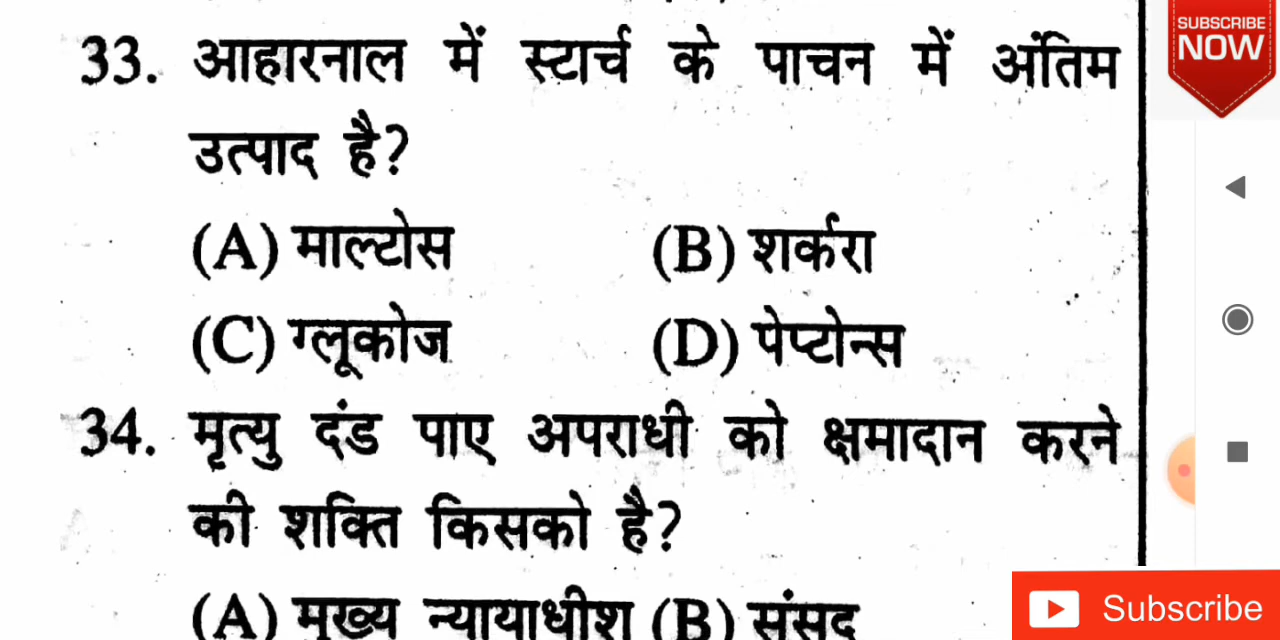 SUBSCRIBE
NOW
33. आहारनाल में स्टार्च के पाचन में अंतिम
उत्पाद है?
(A) माल्टोस (B) शर्करा
(C) ग्लूकोज (D) पेप्टोन्स
34. मृत्यु दंड पाए अपराधी को क्षमादान करने
की शक्ति किसको है?
(A) मुख्य न्यायाधीश (B) संसद
Subscribe